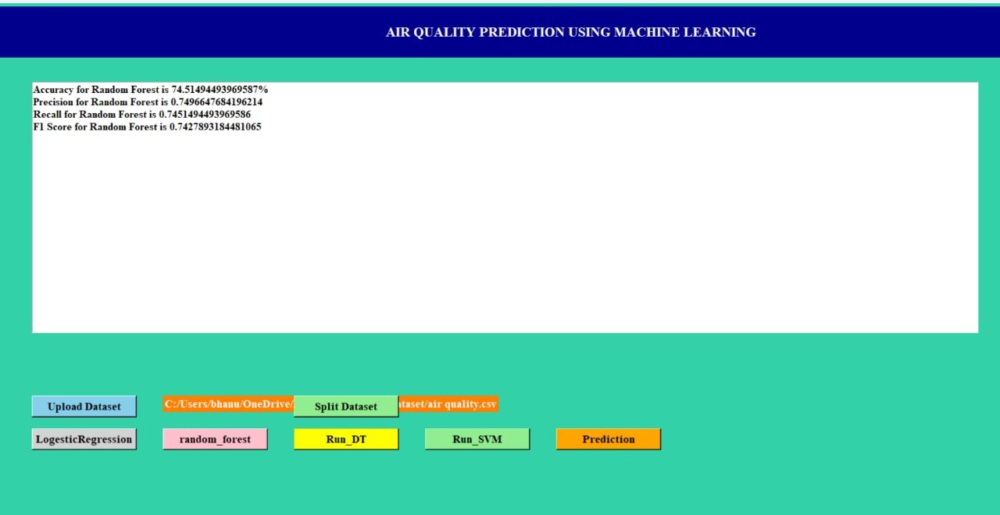 AIR QUALITY PREDICTION USING MACHINE LEARNING
Accuracy for Random Forest is 74.51494493969587%
Precision for Random Forest is 0.7496647684196214
Recall for Random Forest is 0.7451494493969586
F1 Score for Random Forest is 0.7427893184481065
Upload Dataset C:/Users/bhanu/OneDrive/ Split Dataset taset/air quality.csv
LogesticRegression random_forest Run_DT Run_SVM Prediction